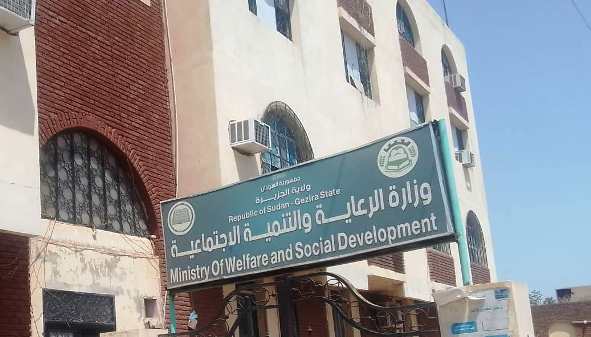 جمهورية السودان
ولاية الجزيرة
Republic of Sudan - Gezira State
وزارة الرعاية والتنمية الاجتماعية
Ministry Of Welfare and Social Development